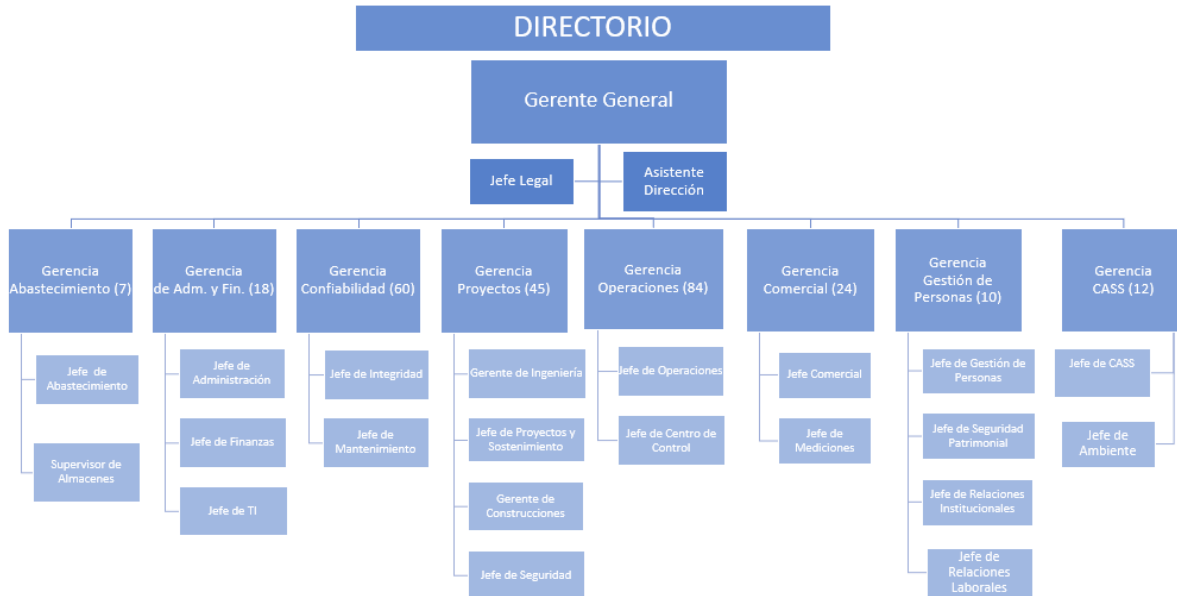 DIRECTORIO
Gerente General
Jefe Legal
Asistente
Dirección
Gerencia
Abastecimiento (7)
Gerencia
de Adm. y Fin. (18)
Gerencia
Confiabilidad (60)
Gerencia
Proyectos (45)
Gerencia
Operaciones (84)
Gerencia
Comercial (24)
Gerencia
Gestión de
Personas (10)
Gerencia
CASS (12)
Jefe de
Abastecimiento
Supervisor de
Almacenes
Jefe de
Administración
Jefe de Finanzas
Jefe de TI
Jefe de Integridad
Jefe de
Mantenimiento
Gerente de Ingeniería
Jefe de Proyectos y
Sostenimiento
Gerente de
Construcciones
Jefe de Seguridad
Jefe de Operaciones
Jefe de Centro de
Control
Jefe Comercial
Jefe de
Mediciones
Jefe de Gestión de
Personas
Jefe de Seguridad
Patrimonial
Jefe de Relaciones
Institucionales
Jefe de
Relaciones
Laborales
Jefe de CASS
Jefe de
Ambiente